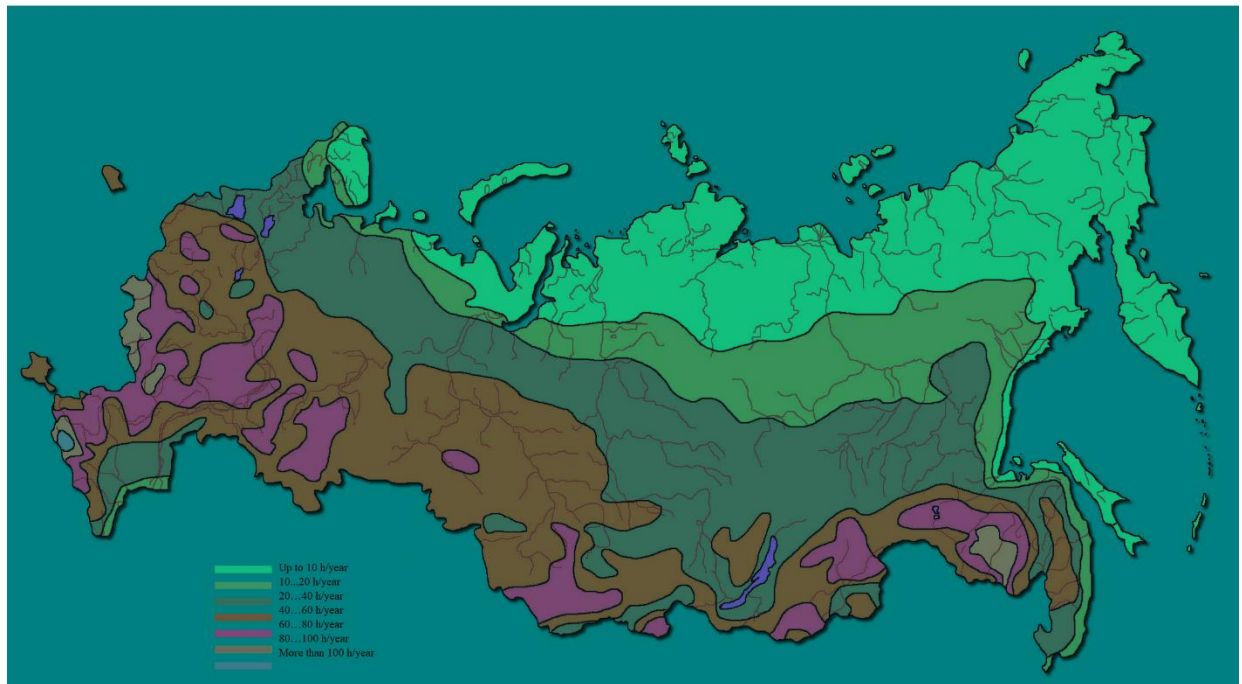 Up to 10 h/year
10...20 h/year
20...40 h/year
40...60 h/year
60...80 h/year
80...100 h/year
More than 100 h/year